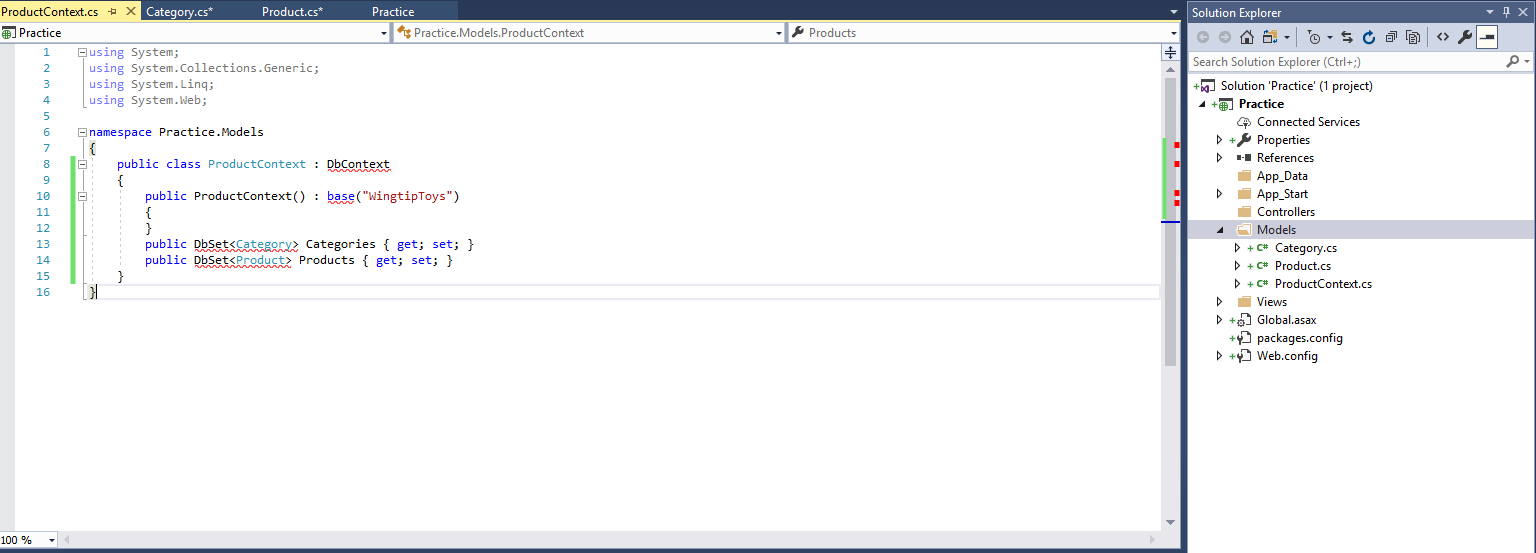 ProductContext.cs Category.cs* Product.cs* Practice
Practice Practice.Models.ProductContext Products
1 using System;
2 using System.Collections.Generic;
3 using System.Linq;
4 using System.Web;
5
6 namespace Practice.Models
7 {
8 public class ProductContext : DbContext
9 {
10 public ProductContext() : base("WingtipToys")
11 {
12 }
13 public DbSet<Category> Categories { get; set; }
14 public DbSet<Product> Products { get; set; }
15 }
16 }
100 %
Solution Explorer
Search Solution Explorer (Ctrl+;)
Solution 'Practice' (1 project)
Practice
Connected Services
Properties
References
App_Data
App_Start
Controllers
Models
C# Category.cs
C# Product.cs
C# ProductContext.cs
Views
Global.asax
packages.config
Web.config